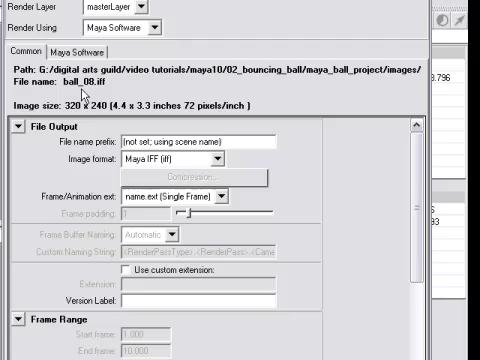 Render Layer masterLayer
Render Using Maya Software
Common Maya Software
Path: G:/digital arts guild/video tutorials/maya10/02_bouncing_ball/maya_ball_project/images/
File name: ball_08.iff
Image size: 320 x 240 (4.4 x 3.3 inches 72 pixels/inch )
File Output
File name prefix: (not set; using scene name)
Image format: Maya IFF (iff)
Compression...
Frame/Animation ext: name.ext (Single Frame)
Frame padding: 1
Frame Buffer Naming: Automatic
Custom Naming String: <RenderPassType>:<RenderPass>.<Came
Use custom extension:
Extension:
Version Label:
Frame Range
Start frame: 1.000
End frame: 10.000
3.796